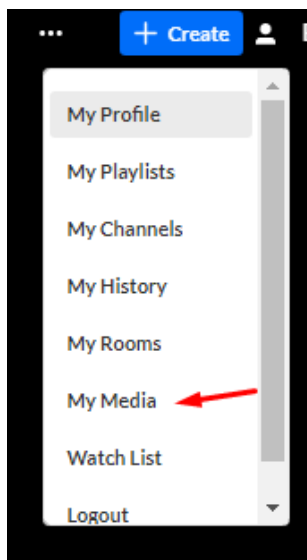 ... + Create
My Profile
My Playlists
My Channels
My History
My Rooms
My Media
Watch List
Logout